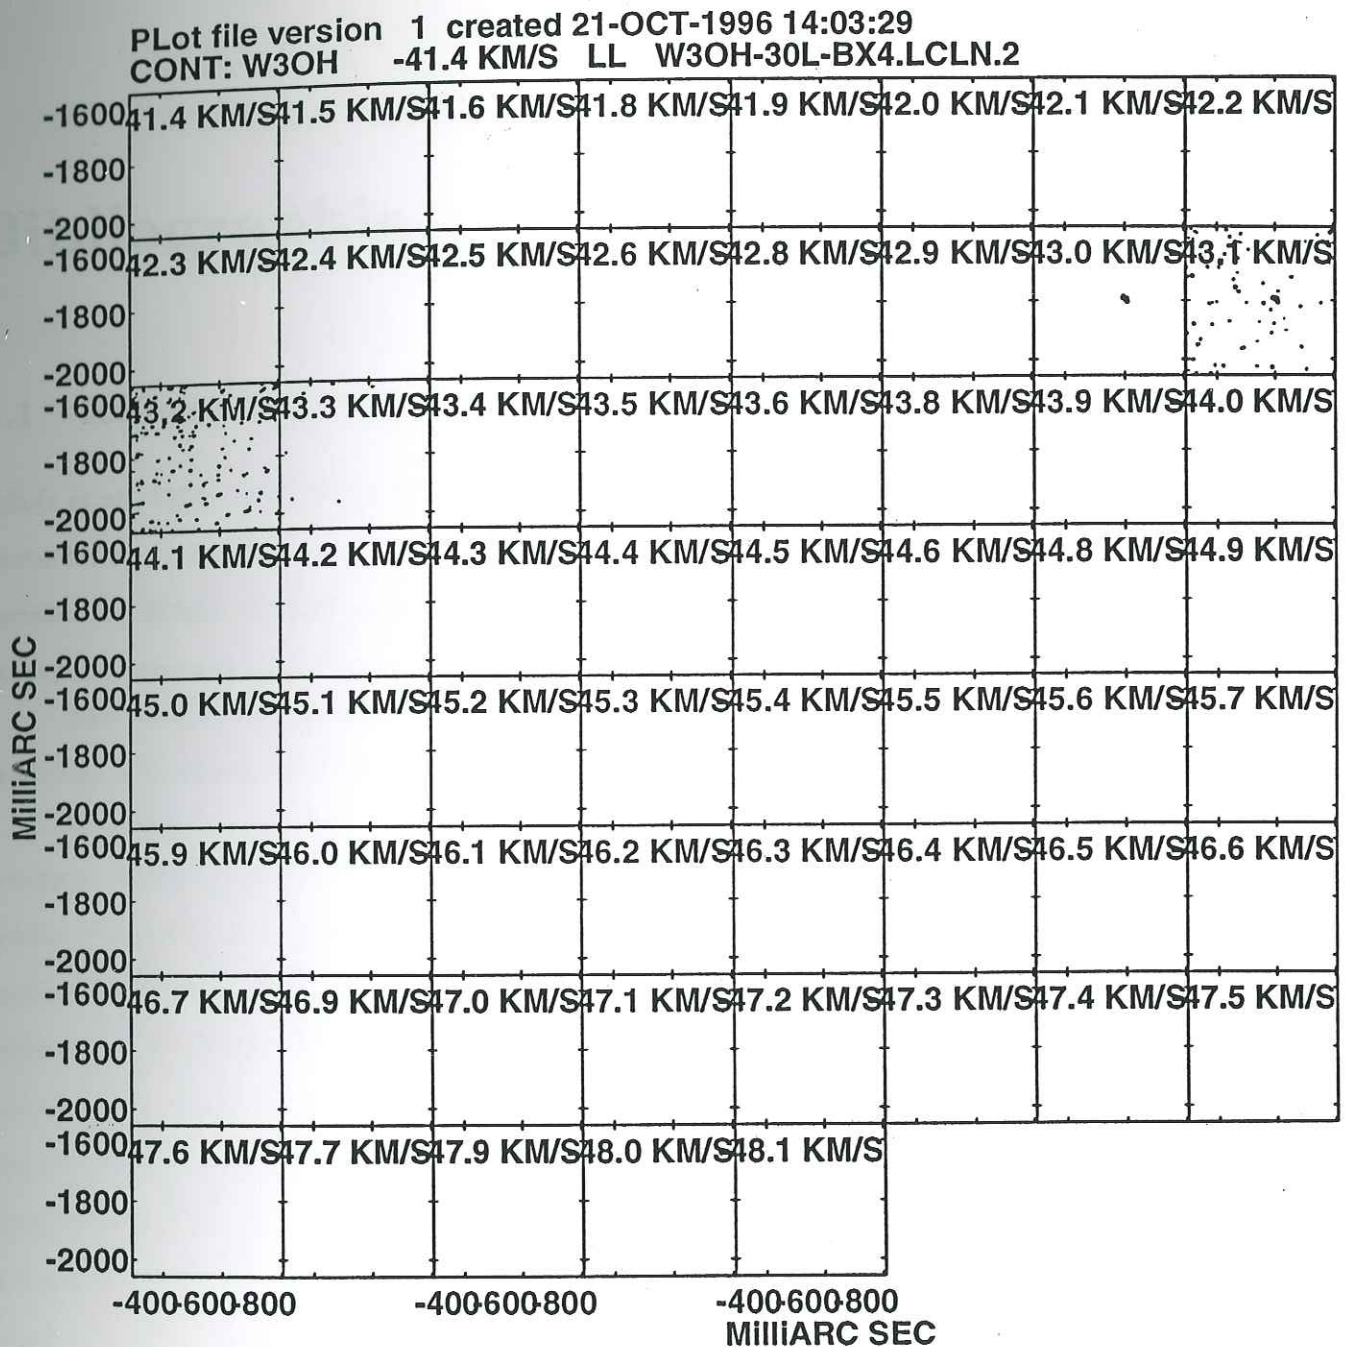 PLot file version 1 created 21-OCT-1996 14:03:29
CONT: W3OH -41.4 KM/S LL W3OH-30L-BX4.LCLN.2
-1600 41.4 KM/S 41.5 KM/S 41.6 KM/S 41.8 KM/S 41.9 KM/S 42.0 KM/S 42.1 KM/S 42.2 KM/S
-1800
-2000
-1600 42.3 KM/S 42.4 KM/S 42.5 KM/S 42.6 KM/S 42.8 KM/S 42.9 KM/S 43.0 KM/S 43.1 KM/S
-1800
-2000
-1600 43.2 KM/S 43.3 KM/S 43.4 KM/S 43.5 KM/S 43.6 KM/S 43.8 KM/S 43.9 KM/S 44.0 KM/S
-1800
-2000
-1600 44.1 KM/S 44.2 KM/S 44.3 KM/S 44.4 KM/S 44.5 KM/S 44.6 KM/S 44.8 KM/S 44.9 KM/S
-1800
-2000
MilliARC SEC
-1600 45.0 KM/S 45.1 KM/S 45.2 KM/S 45.3 KM/S 45.4 KM/S 45.5 KM/S 45.6 KM/S 45.7 KM/S
-1800
-2000
-1600 45.9 KM/S 46.0 KM/S 46.1 KM/S 46.2 KM/S 46.3 KM/S 46.4 KM/S 46.5 KM/S 46.6 KM/S
-1800
-2000
-1600 46.7 KM/S 46.9 KM/S 47.0 KM/S 47.1 KM/S 47.2 KM/S 47.3 KM/S 47.4 KM/S 47.5 KM/S
-1800
-2000
-1600 47.6 KM/S 47.7 KM/S 47.9 KM/S 48.0 KM/S 48.1 KM/S
-1800
-2000
-400-600-800 -400-600-800 -400-600-800
MilliARC SEC